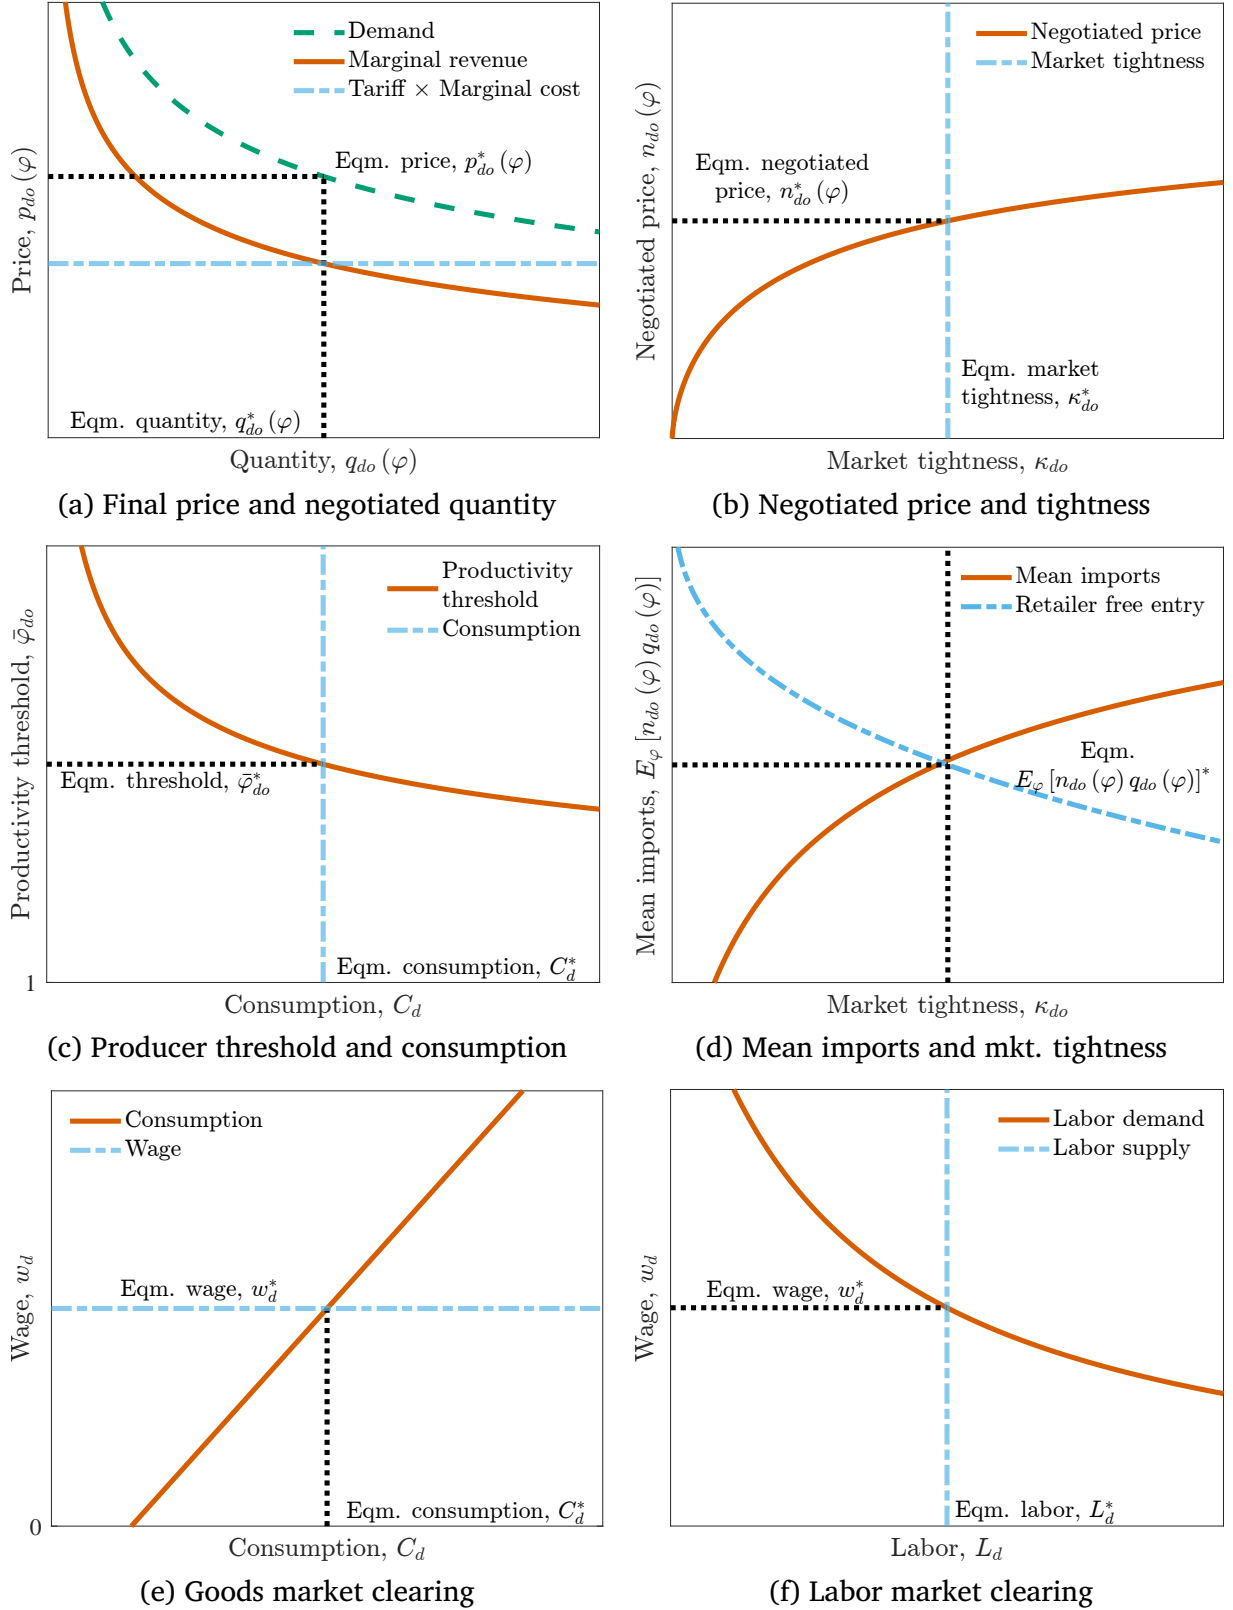 Demand
Marginal revenue
Tariff × Marginal cost
Eqm. price, p*do (φ)
Eqm. quantity, q*do (φ)
Price, pdo (φ)
Quantity, qdo (φ)
(a) Final price and negotiated quantity
Negotiated price
Market tightness
Eqm. negotiated
price, n*do (φ)
Eqm. market
tightness, κ*do
Negotiated price, ndo (φ)
Market tightness, κdo
(b) Negotiated price and tightness
Productivity
threshold
Consumption
Eqm. threshold, φ̄*do
Eqm. consumption, C*d
Productivity threshold, φ̄do
1
Consumption, Cd
(c) Producer threshold and consumption
Mean imports
Retailer free entry
Eqm.
Eφ [ndo (φ) qdo (φ)]*
Mean imports, Eφ [ndo (φ) qdo (φ)]
Market tightness, κdo
(d) Mean imports and mkt. tightness
Consumption
Wage
Eqm. wage, w*d
Eqm. consumption, C*d
Wage, wd
0
Consumption, Cd
(e) Goods market clearing
Labor demand
Labor supply
Eqm. wage, w*d
Eqm. labor, L*d
Wage, wd
Labor, Ld
(f) Labor market clearing